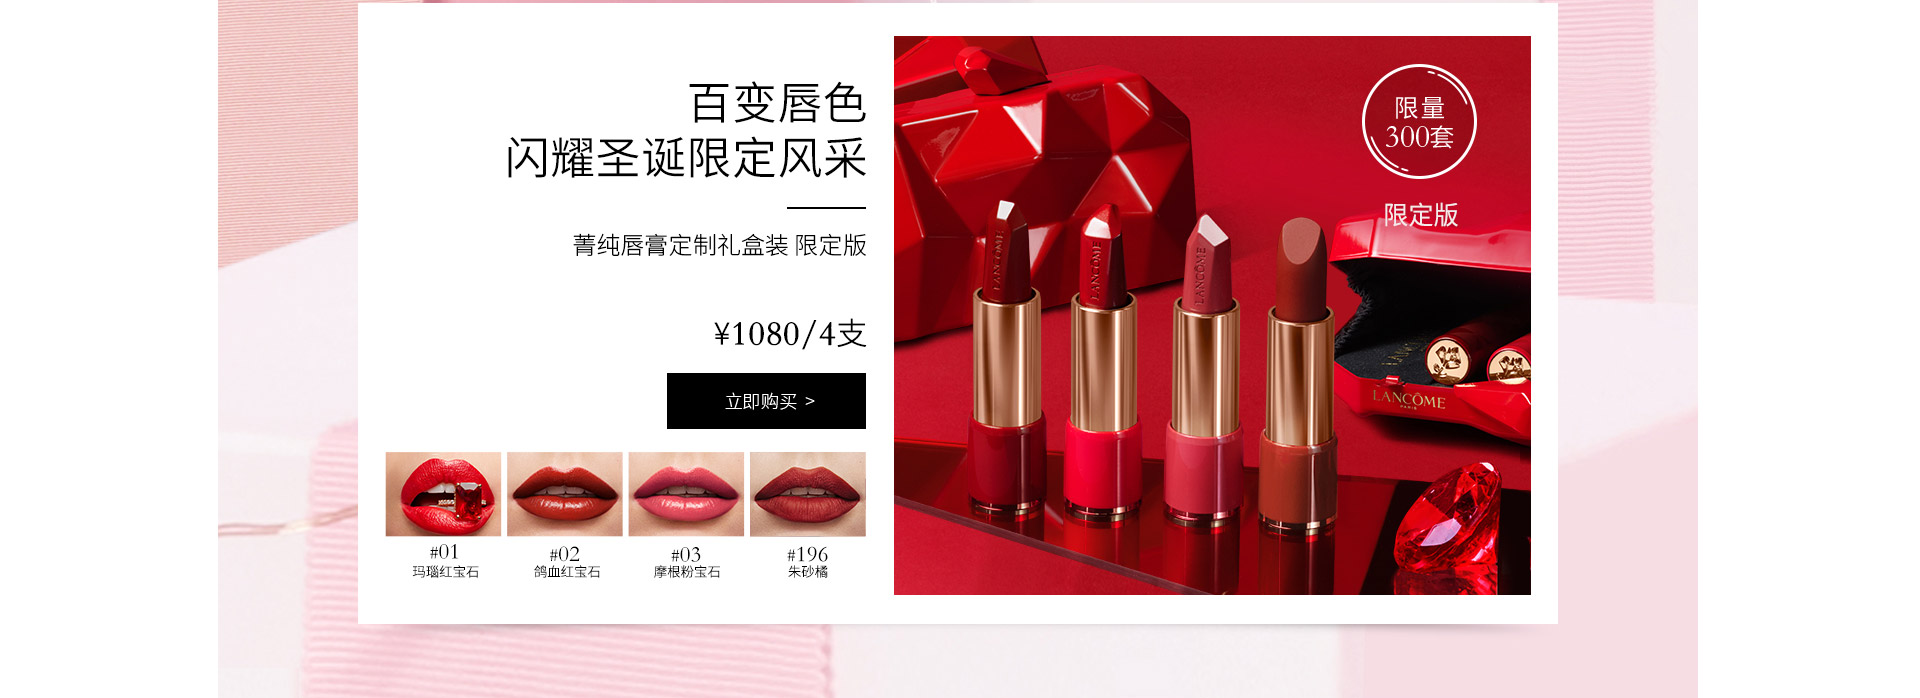 百变唇色
闪耀圣诞限定风采
菁纯唇膏定制礼盒装 限定版
¥1080/4支
立即购买 >
#01
玛瑙红宝石
#02
鸽血红宝石
#03
摩根粉宝石
#196
朱砂橘
限量
300套
限定版
LANCÔME
LANCÔME
LANCÔME
LANCÔME
PARIS